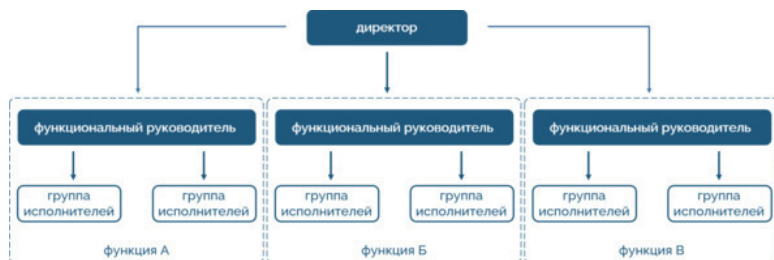 директор
функциональный руководитель
функциональный руководитель
функциональный руководитель
группа
исполнителей
группа
исполнителей
группа
исполнителей
группа
исполнителей
группа
исполнителей
группа
исполнителей
функция А
функция Б
функция В